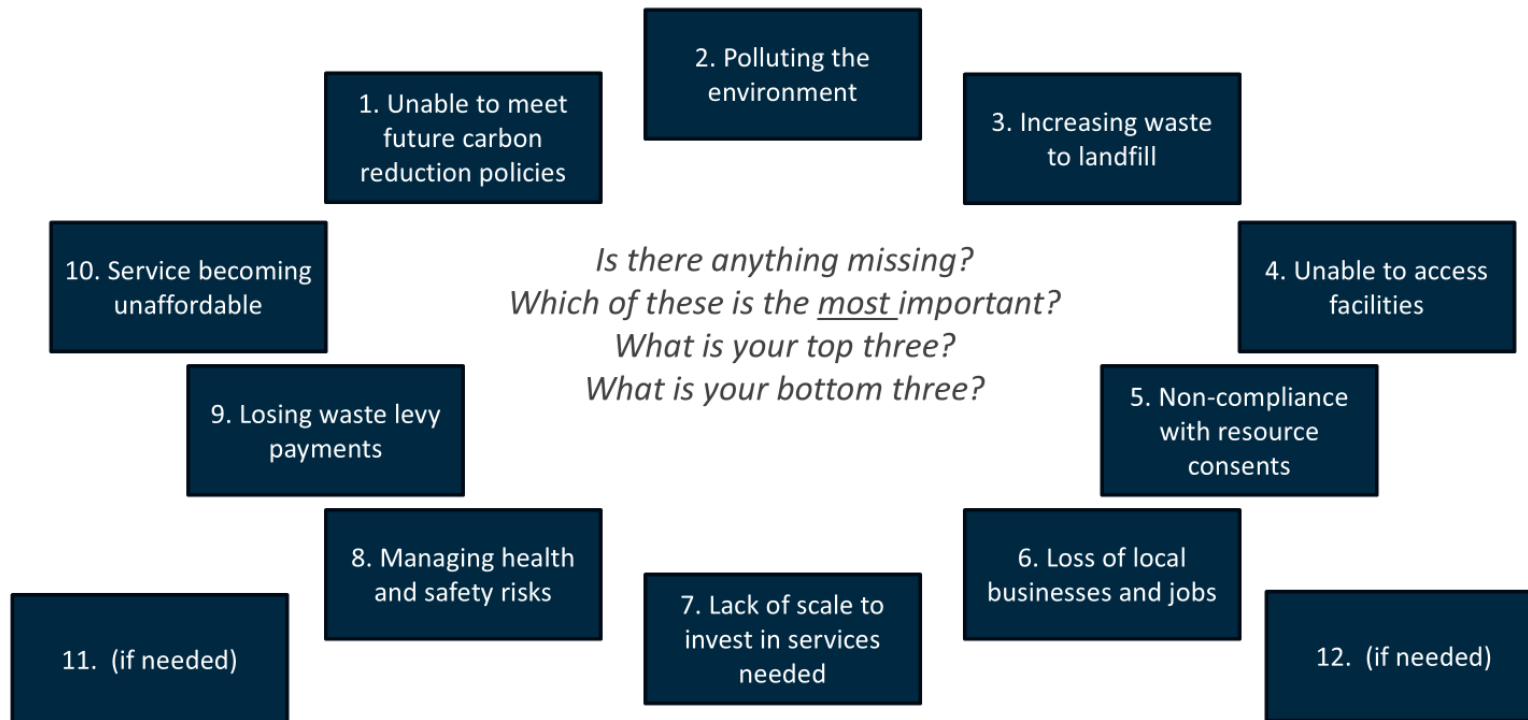 2. Polluting the
environment
1. Unable to meet
future carbon
reduction policies
3. Increasing waste
to landfill
10. Service becoming
unaffordable
Is there anything missing?
Which of these is the most important?
What is your top three?
What is your bottom three?
4. Unable to access
facilities
9. Losing waste levy
payments
5. Non-compliance
with resource
consents
8. Managing health
and safety risks
7. Lack of scale to
invest in services
needed
6. Loss of local
businesses and jobs
11. (if needed)
12. (if needed)